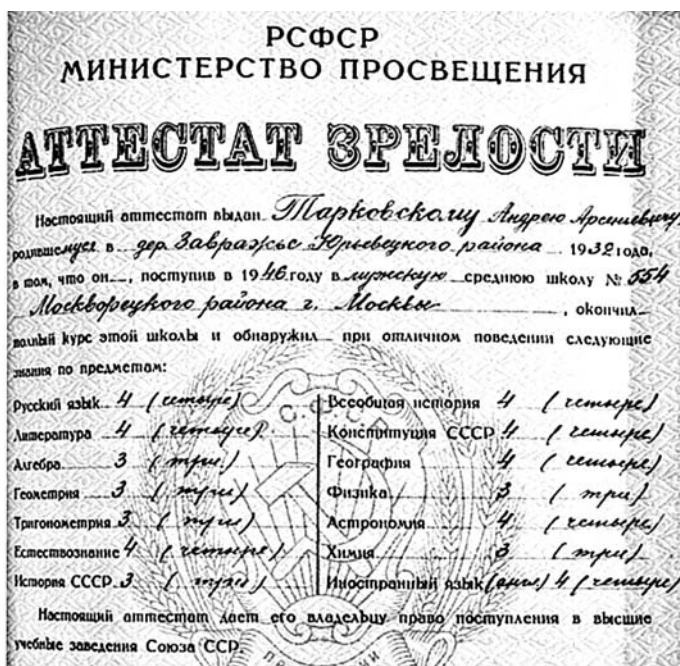 РСФСР
МИНИСТЕРСТВО ПРОСВЕЩЕНИЯ
АТТЕСТАТ ЗРЕЛОСТИ
Настоящий аттестат выдан Тарковскому Андрею Арсениевичу
родившемуся в дер. Завражье Юрьевецкого района 1932 года,
в том, что он, поступив в 1946 году в мужскую среднюю школу № 554
Москворецкого района г. Москвы, окончил
полный курс этой школы и обнаружил при отличном поведении следующие
знания по предметам:
Русский язык 4 (четыре) Всеобщая история 4 (четыре)
Литература 4 (четыре) Конституция СССР 4 (четыре)
Алгебра 3 (три) География 4 (четыре)
Геометрия 3 (три) Физика 3 (три)
Тригонометрия 3 (три) Астрономия 4 (четыре)
Естествознание 4 (четыре) Химия 3 (три)
История СССР 3 (три) Иностранный язык (англ) 4 (четыре)
Настоящий аттестат дает его владельцу право поступления в высшие
учебные заведения Союза ССР.